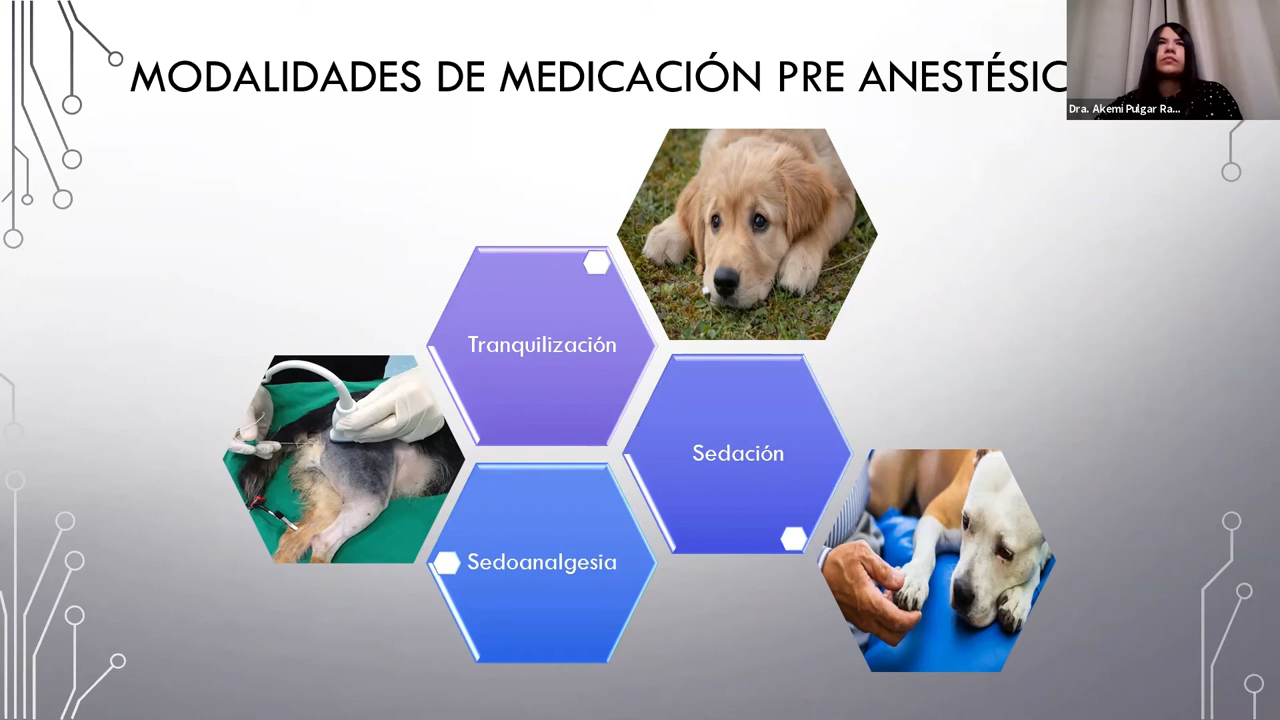 MODALIDADES DE MEDICACIÓN PRE ANESTÉSIC
Dra. Akemi Pulgar Ra...
Tranquilización
Sedación
Sedoanalgesia